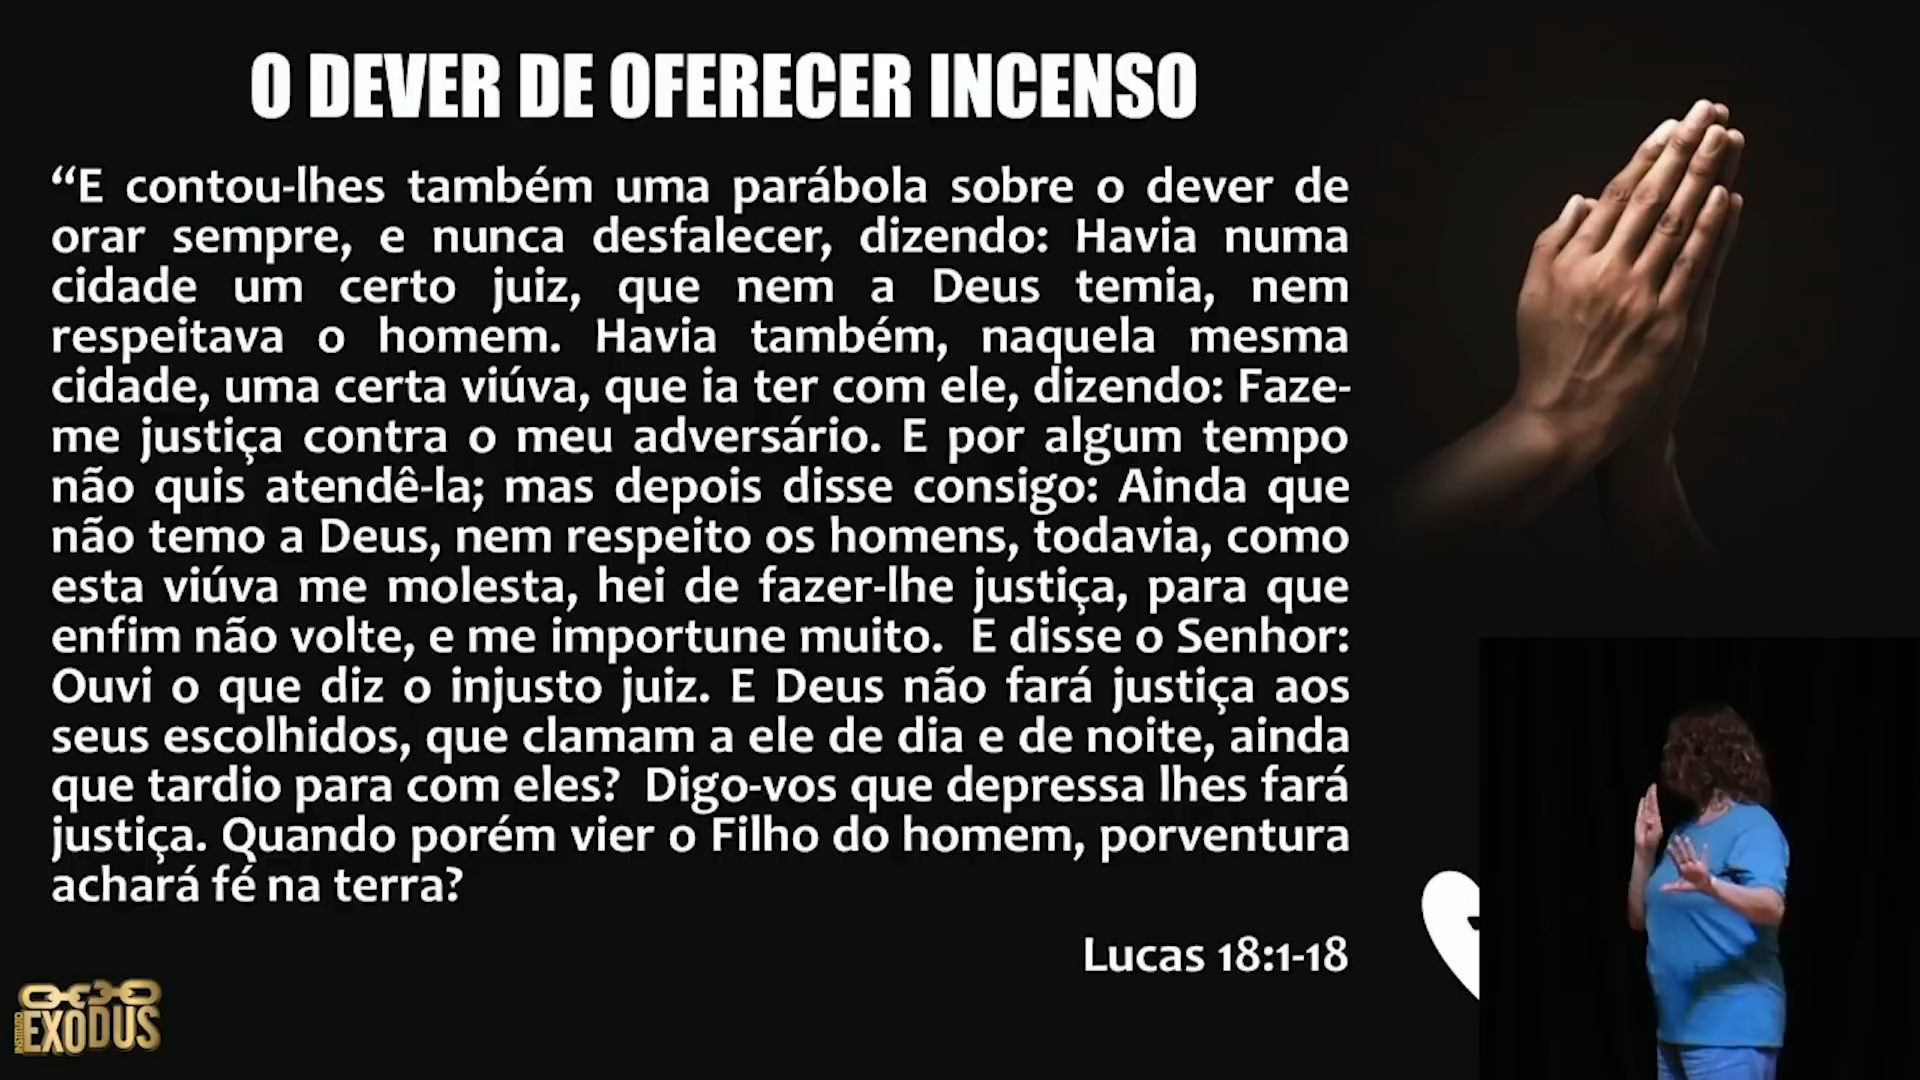 O DEVER DE OFERECER INCENSO
“E contou-lhes também uma parábola sobre o dever de
orar sempre, e nunca desfalecer, dizendo: Havia numa
cidade um certo juiz, que nem a Deus temia, nem
respeitava o homem. Havia também, naquela mesma
cidade, uma certa viúva, que ia ter com ele, dizendo: Faze-
me justiça contra o meu adversário. E por algum tempo
não quis atendê-la; mas depois disse consigo: Ainda que
não temo a Deus, nem respeito os homens, todavia, como
esta viúva me molesta, hei de fazer-lhe justiça, para que
enfim não volte, e me importune muito. E disse o Senhor:
Ouvi o que diz o injusto juiz. E Deus não fará justiça aos
seus escolhidos, que clamam a ele de dia e de noite, ainda
que tardio para com eles? Digo-vos que depressa lhes fará
justiça. Quando porém vier o Filho do homem, porventura
achará fé na terra?
Lucas 18:1-18
INSTITUTO
EXODUS